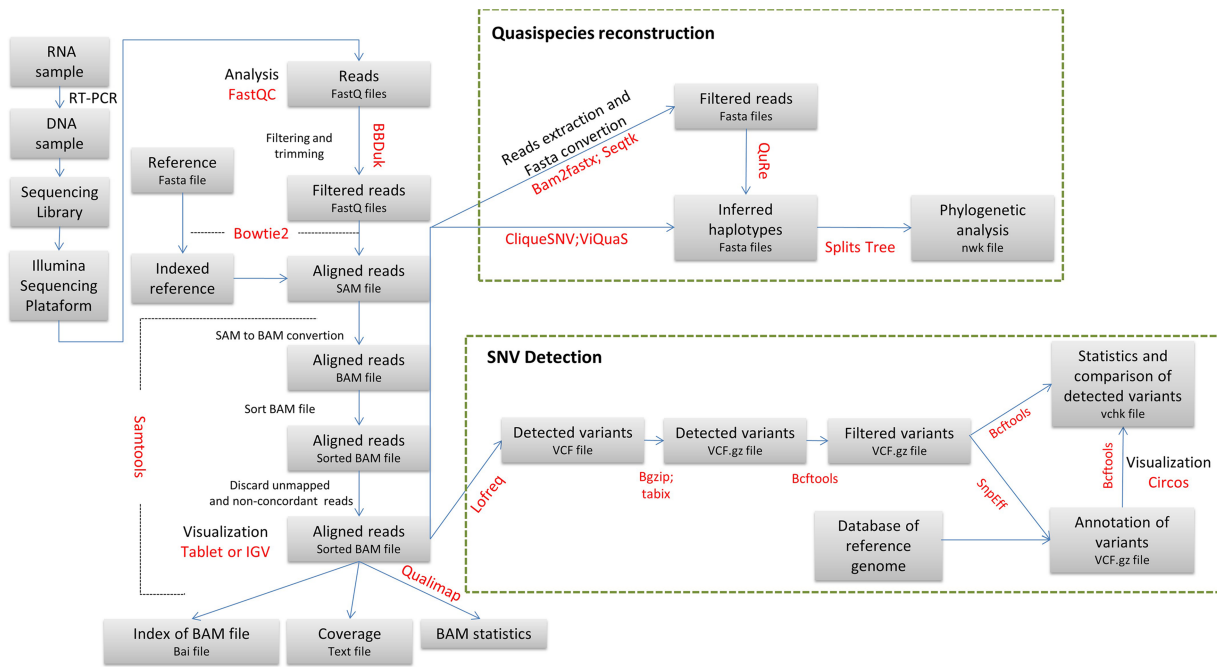 RNA
sample
RT-PCR
DNA
sample
Sequencing
Library
Illumina
Sequencing
Plataform
Reference
Fasta file
Indexed
reference
Bowtie2
Analysis
FastQC
Reads
FastQ files
Filtering and
trimming
BBDuk
Filtered reads
FastQ files
Aligned reads
SAM file
SAM to BAM convertion
Aligned reads
BAM file
Sort BAM file
Aligned reads
Sorted BAM file
Discard unmapped
and non-concordant reads
Samtools
Visualization
Tablet or IGV
Aligned reads
Sorted BAM file
Qualimap
Index of BAM file
Bai file
Coverage
Text file
BAM statistics
Quasispecies reconstruction
Reads extraction and
Fasta convertion
Bam2fastx; Seqtk
Filtered reads
Fasta files
QuRe
CliqueSNV;ViQuaS
Inferred
haplotypes
Fasta files
Splits Tree
Phylogenetic
analysis
nwk file
SNV Detection
Lofreq
Detected variants
VCF file
Bgzip;
tabix
Detected variants
VCF.gz file
Bcftools
Filtered variants
VCF.gz file
Bcftools
SnpEff
Statistics and
comparison of
detected variants
vchk file
Bcftools
Visualization
Circos
Database of
reference
genome
Annotation of
variants
VCF.gz file